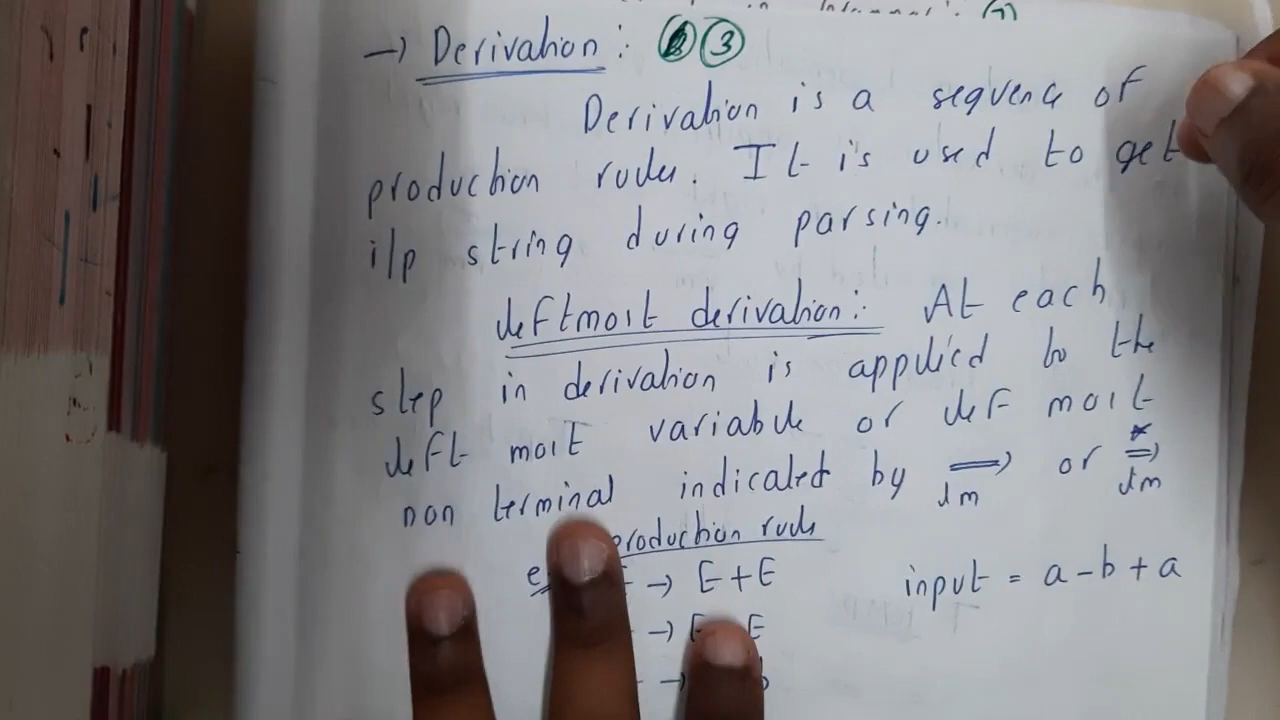 → Derivation: 3
Derivation is a sequence of
production rules. It is used to get
i/p string during parsing.
Leftmost derivation:- At each
step in derivation is applied to the
left most variable or lef most
non terminal indicated by ⇒ lm or *⇒ lm
production rule
→ E+E input = a-b+a
→ E E
→